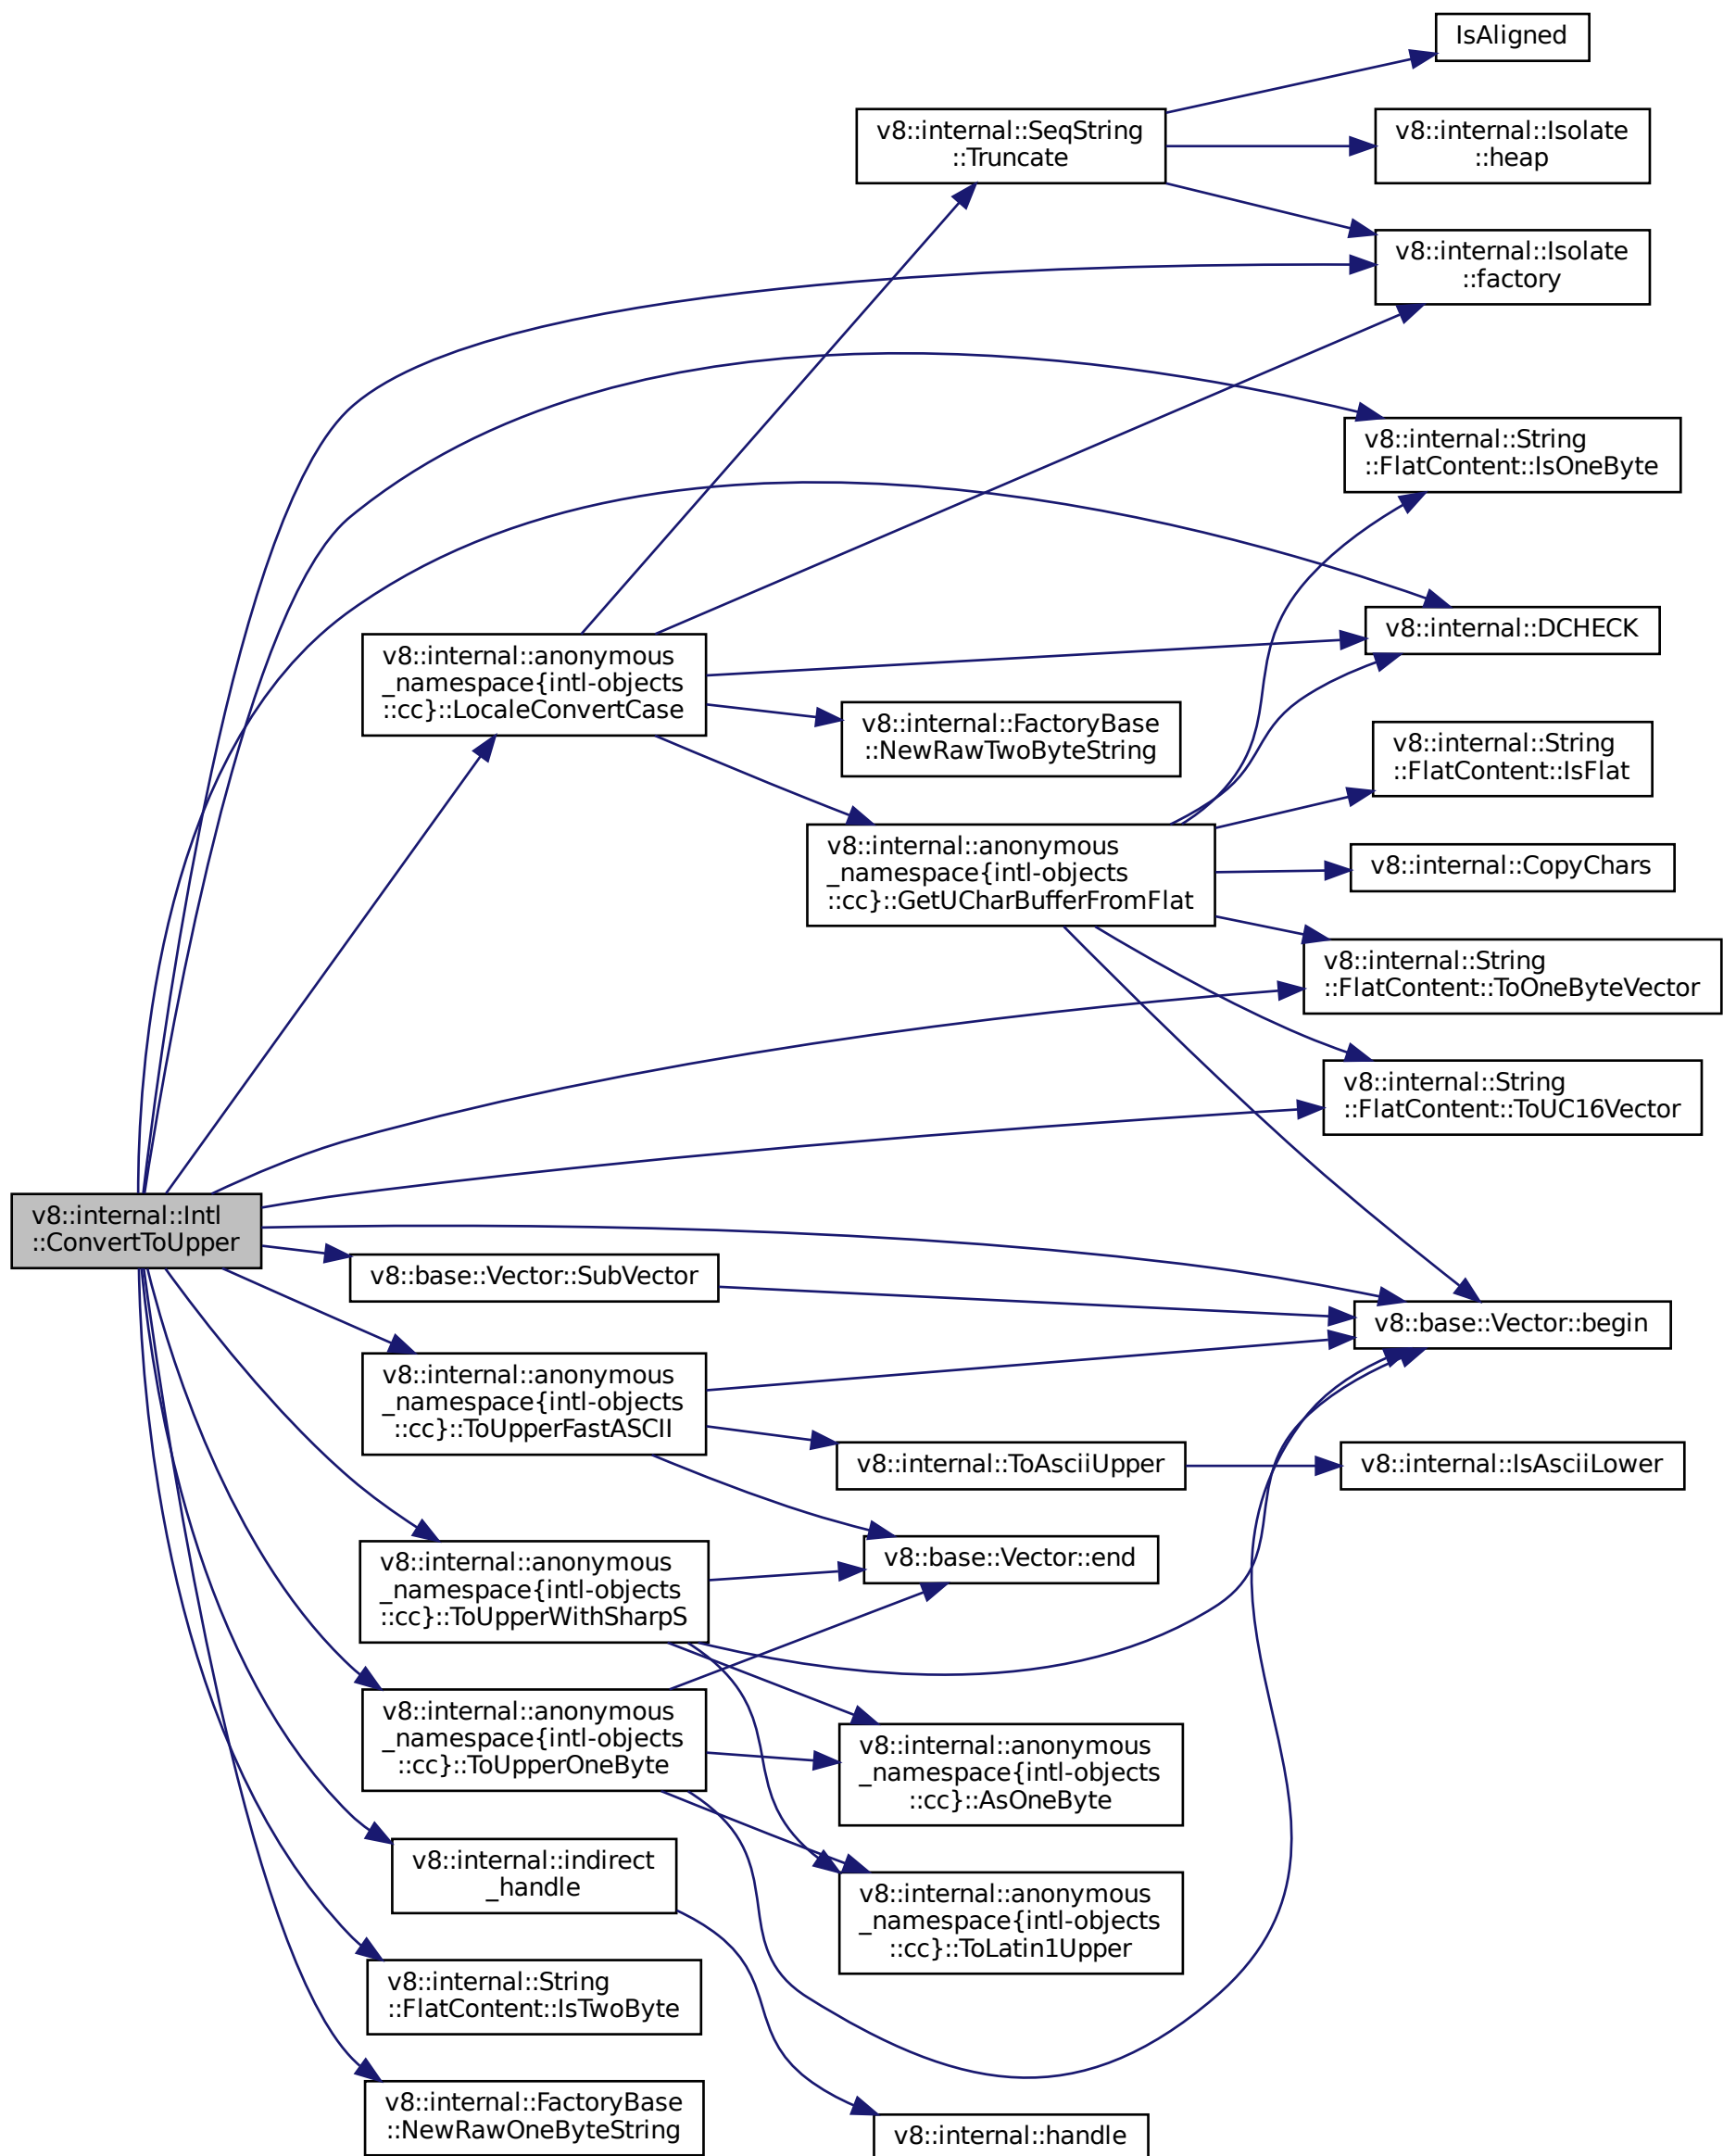 IsAligned
v8::internal::SeqString
::Truncate
v8::internal::Isolate
::heap
v8::internal::Isolate
::factory
v8::internal::String
::FlatContent::IsOneByte
v8::internal::DCHECK
v8::internal::anonymous
_namespace{intl-objects
::cc}::LocaleConvertCase
v8::internal::FactoryBase
::NewRawTwoByteString
v8::internal::String
::FlatContent::IsFlat
v8::internal::anonymous
_namespace{intl-objects
::cc}::GetUCharBufferFromFlat
v8::internal::CopyChars
v8::internal::String
::FlatContent::ToOneByteVector
v8::internal::String
::FlatContent::ToUC16Vector
v8::internal::Intl
::ConvertToUpper
v8::base::Vector::SubVector
v8::base::Vector::begin
v8::internal::anonymous
_namespace{intl-objects
::cc}::ToUpperFastASCII
v8::internal::ToAsciiUpper
v8::internal::IsAsciiLower
v8::base::Vector::end
v8::internal::anonymous
_namespace{intl-objects
::cc}::ToUpperWithSharpS
v8::internal::anonymous
_namespace{intl-objects
::cc}::ToUpperOneByte
v8::internal::anonymous
_namespace{intl-objects
::cc}::AsOneByte
v8::internal::indirect
_handle
v8::internal::anonymous
_namespace{intl-objects
::cc}::ToLatin1Upper
v8::internal::String
::FlatContent::IsTwoByte
v8::internal::FactoryBase
::NewRawOneByteString
v8::internal::handle